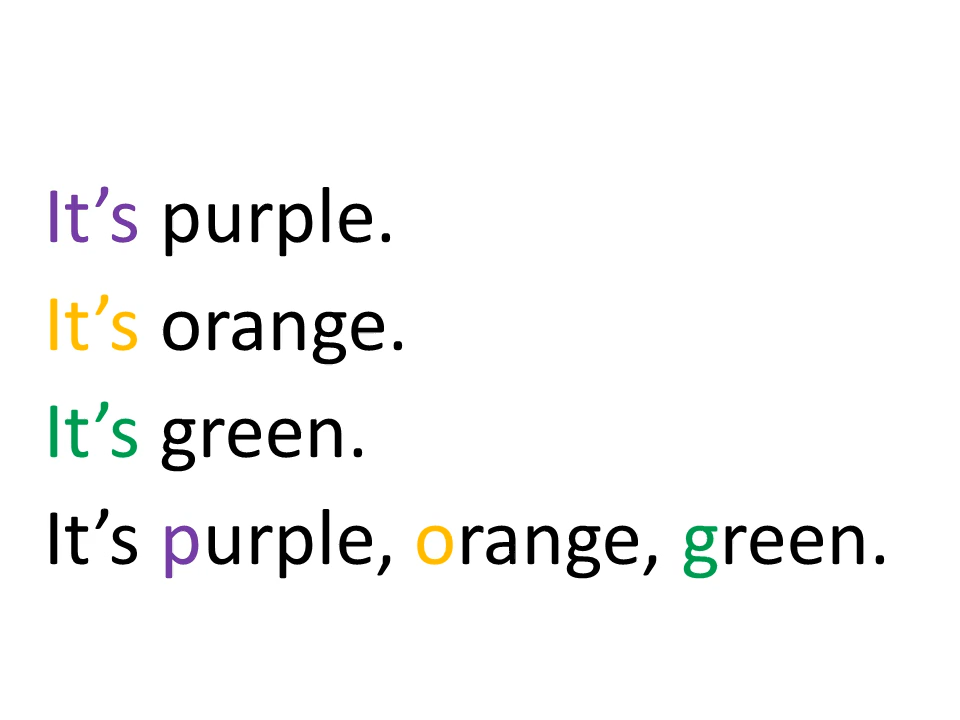 It’s purple.
It’s orange.
It’s green.
It’s purple, orange, green.